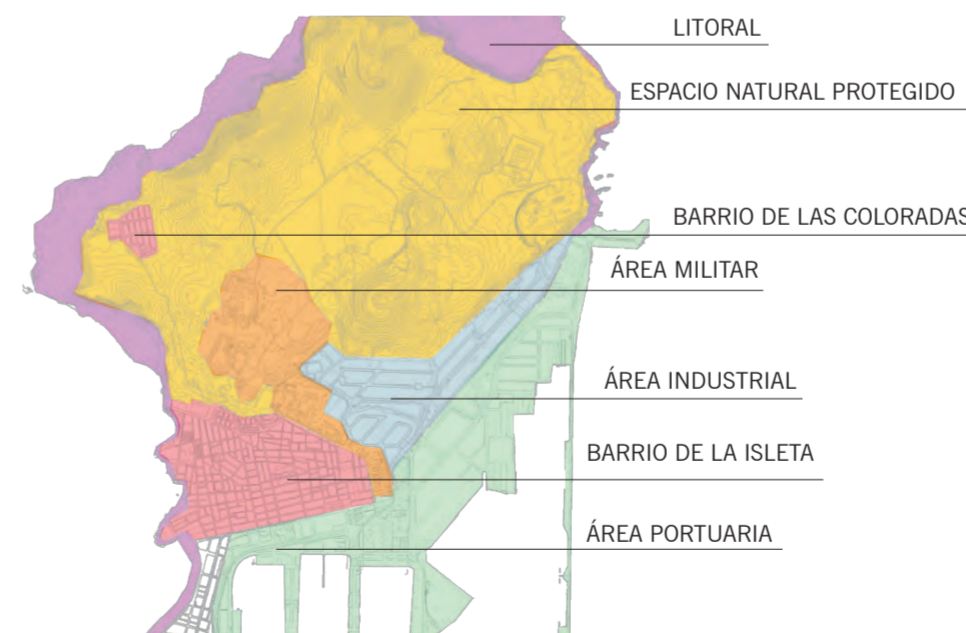 LITORAL
ESPACIO NATURAL PROTEGIDO
BARRIO DE LAS COLORADAS
ÁREA MILITAR
ÁREA INDUSTRIAL
BARRIO DE LA ISLETA
ÁREA PORTUARIA